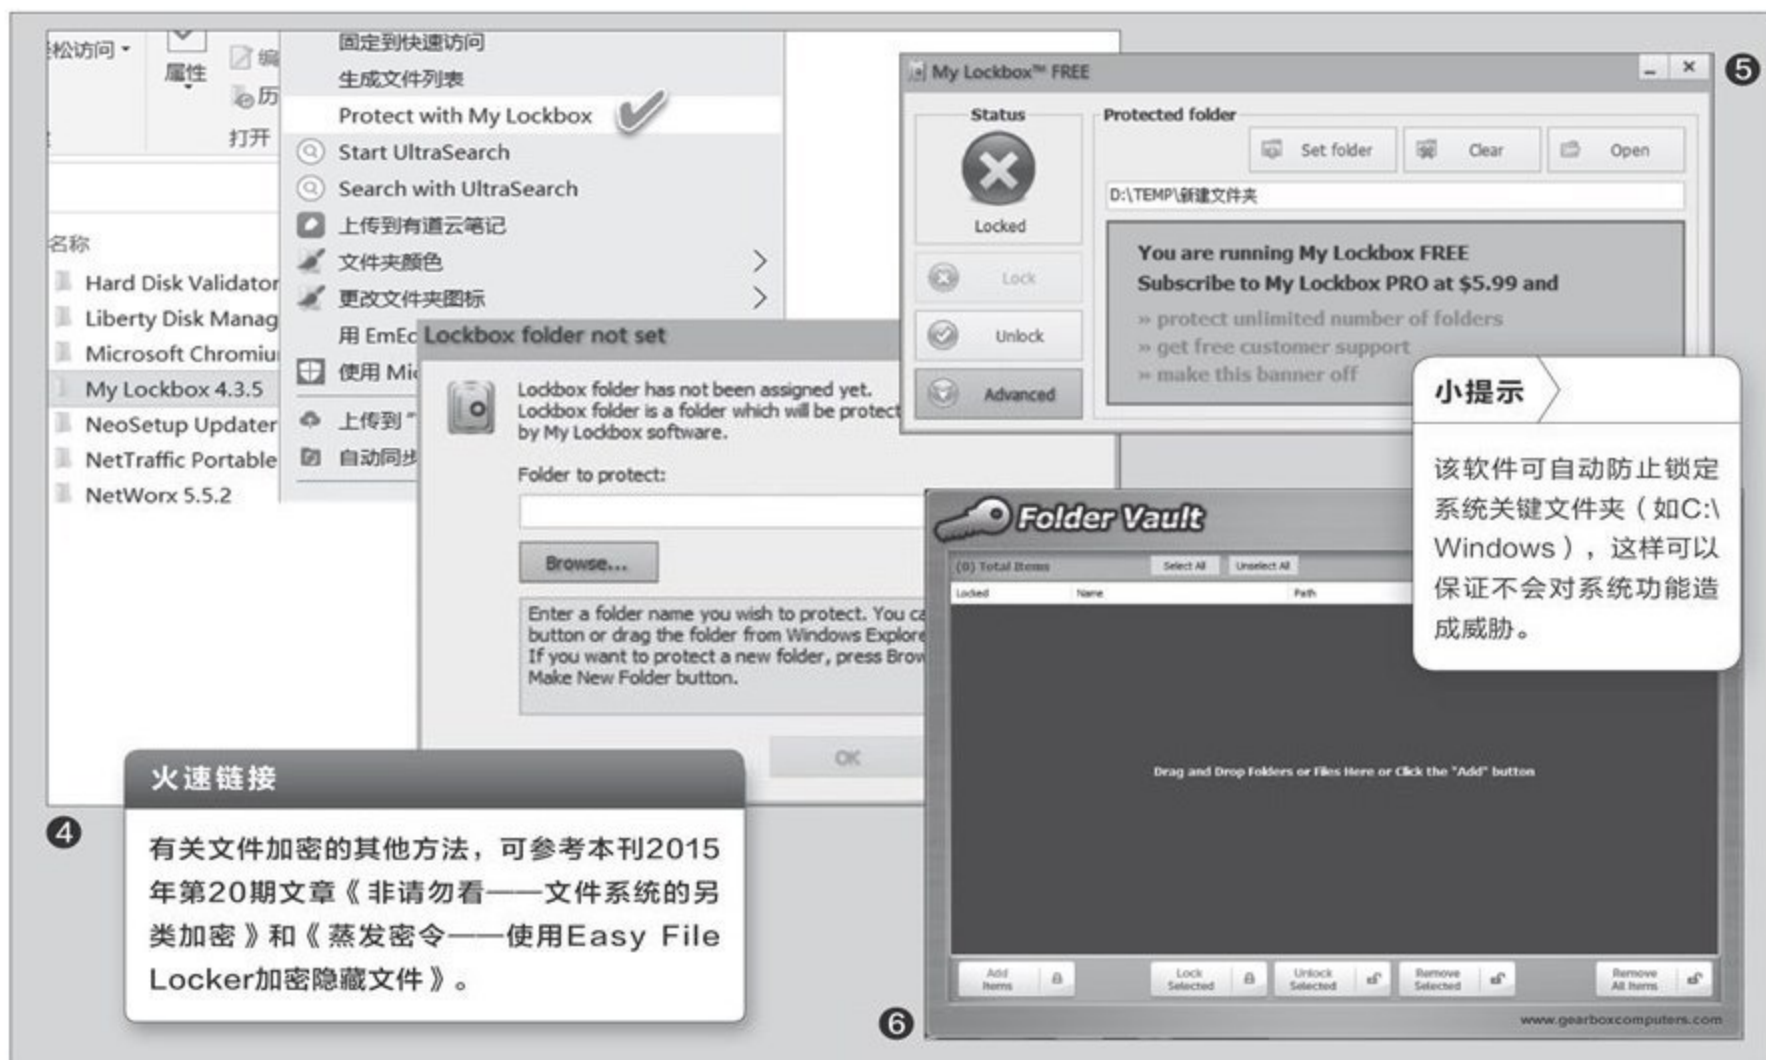 松访问
属性
编
历
打开
名称
Hard Disk Validator
Liberty Disk Manag
Microsoft Chromiu
My Lockbox 4.3.5
NeoSetup Updater
NetTraffic Portable
NetWorx 5.5.2
固定到快速访问
生成文件列表
Protect with My Lockbox
Start UltraSearch
Search with UltraSearch
上传到有道云笔记
文件夹颜色
更改文件夹图标
用 EmEd
使用 Mic
上传到 "
自动同步
Lockbox folder not set
Lockbox folder has not been assigned yet.
Lockbox folder is a folder which will be protect
by My Lockbox software.
Folder to protect:
Browse...
Enter a folder name you wish to protect. You ca
button or drag the folder from Windows Explore
If you want to protect a new folder, press Brow
Make New Folder button.
OK
❹
火速链接
有关文件加密的其他方法，可参考本刊2015
年第20期文章《非请勿看——文件系统的另
类加密》和《蒸发密令——使用Easy File
Locker加密隐藏文件》。
My Lockbox™ FREE
❺
Status
Locked
Lock
Unlock
Advanced
Protected folder
Set folder
Clear
Open
D:\TEMP\新建文件夹
You are running My Lockbox FREE
Subscribe to My Lockbox PRO at $5.99 and
» protect unlimited number of folders
» get free customer support
» make this banner off
小提示
该软件可自动防止锁定
系统关键文件夹（如C:\
Windows），这样可以
保证不会对系统功能造
成威胁。
Folder Vault
(0) Total Items
Select All
Unselect All
Locked
Name
Path
Drag and Drop Folders or Files Here or Click the "Add" button
Add
Items
Lock
Selected
Unlock
Selected
Remove
Selected
Remove
All Items
www.gearboxcomputers.com
❻